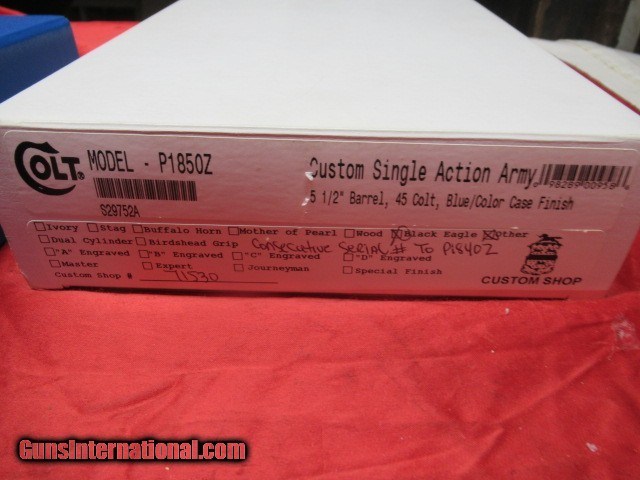 COLT® MODEL - P1850Z
S29752A
Custom Single Action Army
5 1/2" Barrel, 45 Colt, Blue/Color Case Finish
Ivory Stag Buffalo Horn Mother of Pearl Wood Black Eagle Other
Dual Cylinder Birdshead Grip Consecutive Serial # To P1840Z
"A" Engraved "B" Engraved "C" Engraved "D" Engraved
Master Expert Journeyman Special Finish
Custom Shop # 71530
CUSTOM SHOP
GunsInternational.com